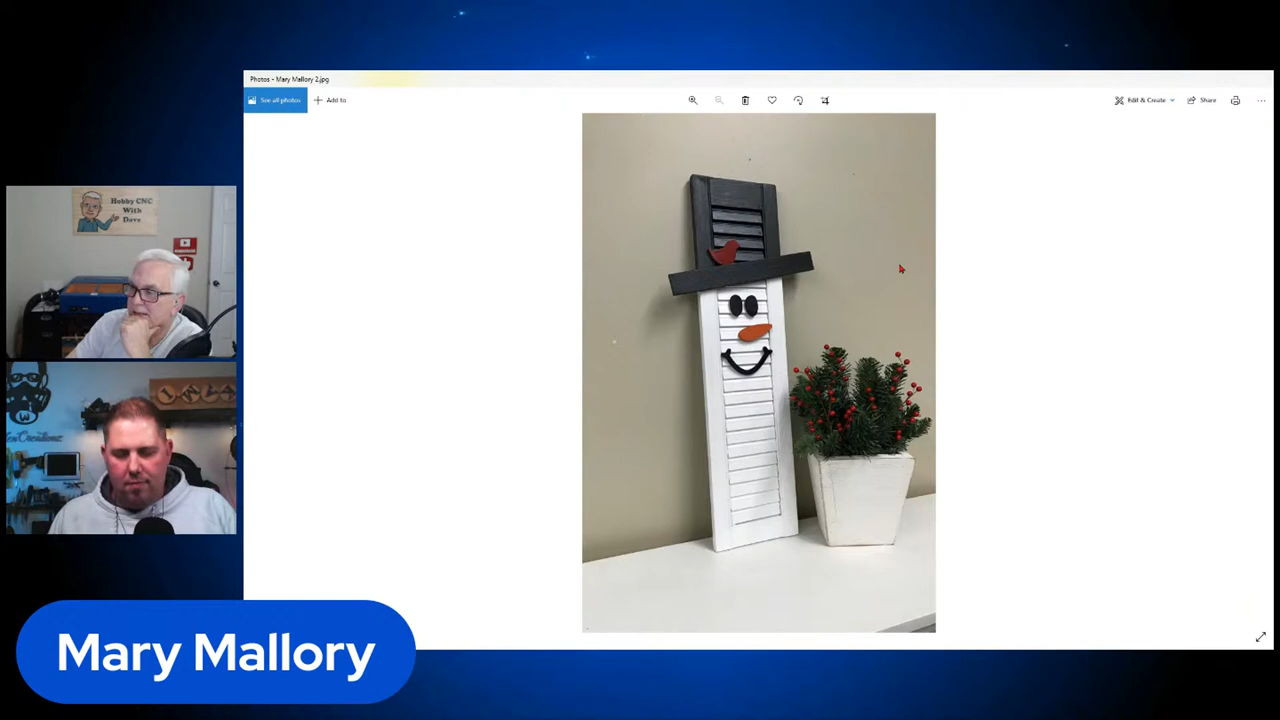 Photos - Mary Mallory 2.jpg
See all photos
Add to
Edit & Create
Share
Hobby CNC
With
Dave
Mary Mallory